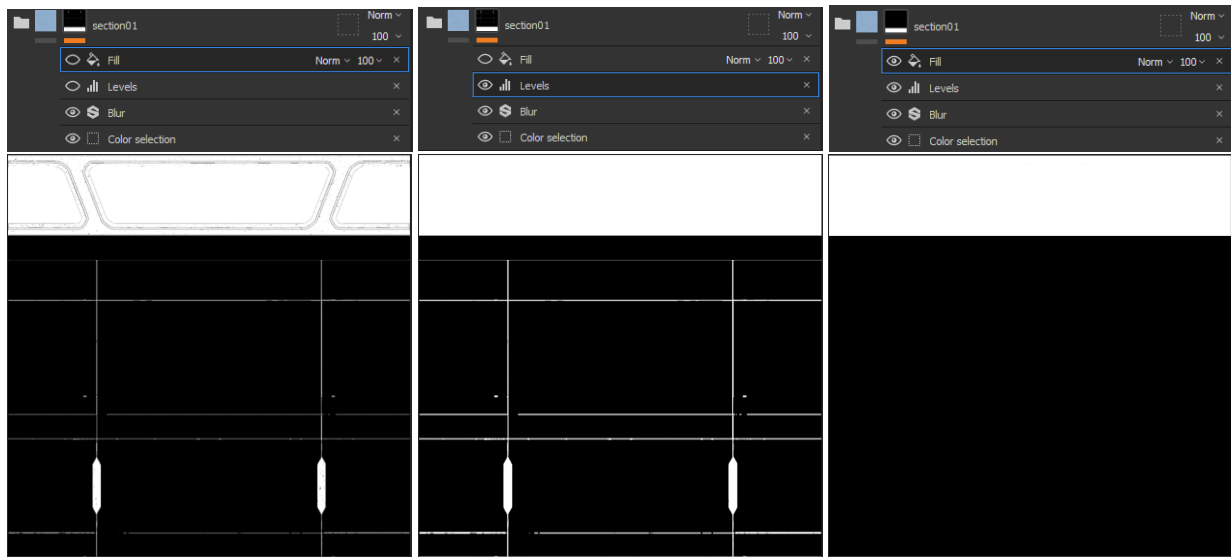 section01
Norm
100
Fill
Norm 100 ×
Levels
×
Blur
×
Color selection
×
section01
Norm
100
Fill
Norm 100 ×
Levels
×
Blur
×
Color selection
×
section01
Norm
100
Fill
Norm 100 ×
Levels
×
Blur
×
Color selection
×